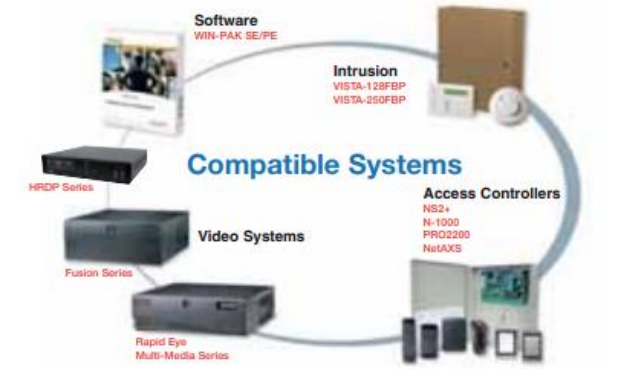 Software
WIN-PAK SE/PE
Intrusion
VISTA-128FBP
VISTA-250FBP
Compatible Systems
HRDP Series
Access Controllers
NS2+
N-1000
PRO2200
NetAXS
Video Systems
Fusion Series
Rapid Eye
Multi-Media Series